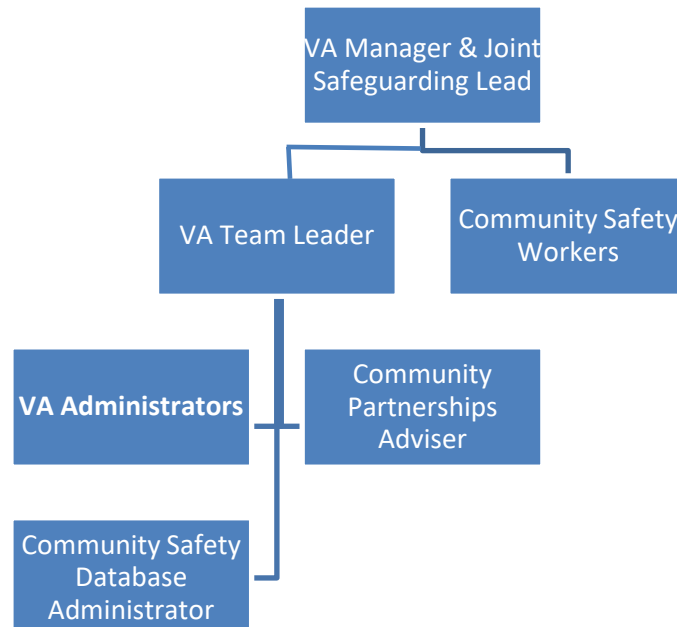 VA Manager & Joint
Safeguarding Lead
VA Team Leader
Community Safety
Workers
VA Administrators
Community
Partnerships
Adviser
Community Safety
Database
Administrator